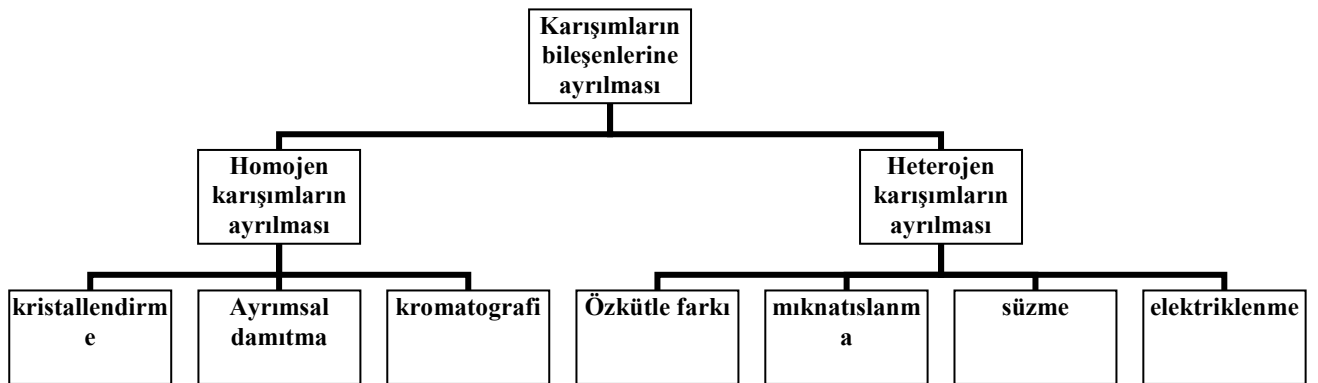 Karışımların
bileşenlerine
ayrılması
Homojen
karışımların
ayrılması
Heterojen
karışımların
ayrılması
kristallendirm
e
Ayrımsal
damıtma
kromatografi
Özkütle farkı
mıknatıslanm
a
süzme
elektriklenme